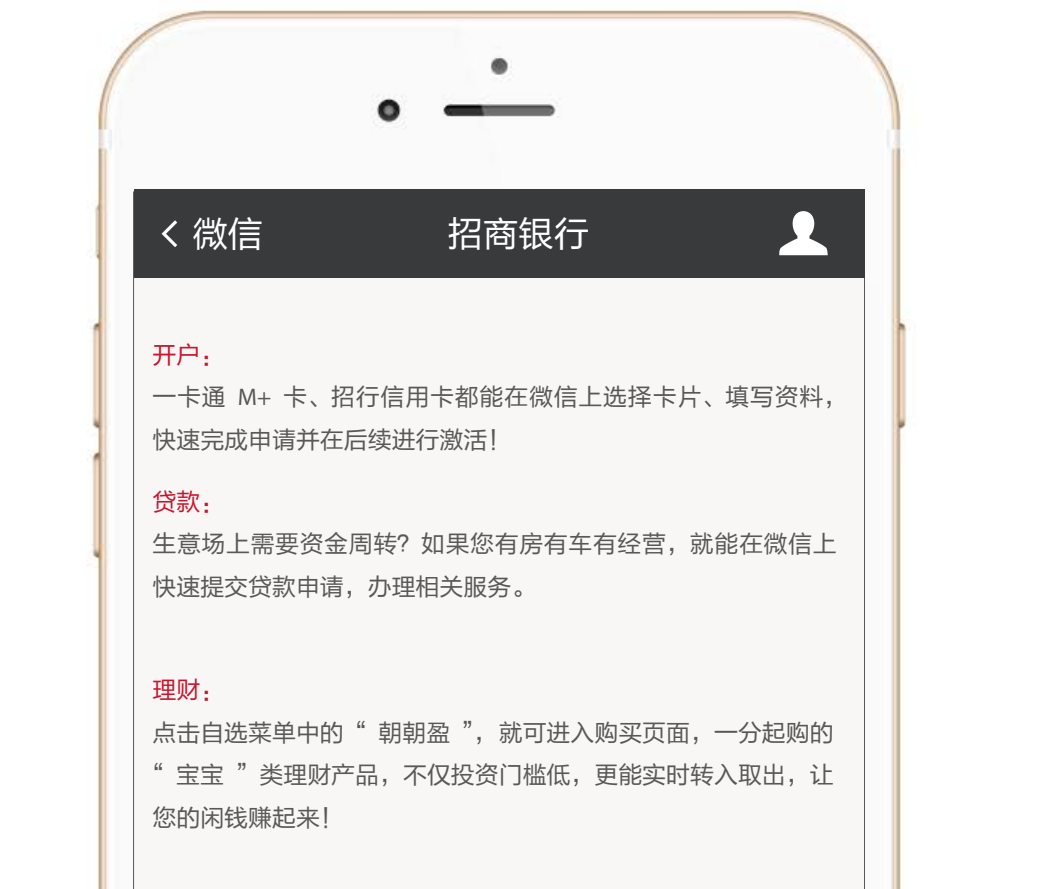 微信 招商银行
开户：
一卡通 M+ 卡、招行信用卡都能在微信上选择卡片、填写资料，
快速完成申请并在后续进行激活！
贷款：
生意场上需要资金周转？如果您有房有车有经营，就能在微信上
快速提交贷款申请，办理相关服务。
理财：
点击自选菜单中的“ 朝朝盈 ”，就可进入购买页面，一分起购的
“ 宝宝 ”类理财产品，不仅投资门槛低，更能实时转入取出，让
您的闲钱赚起来！